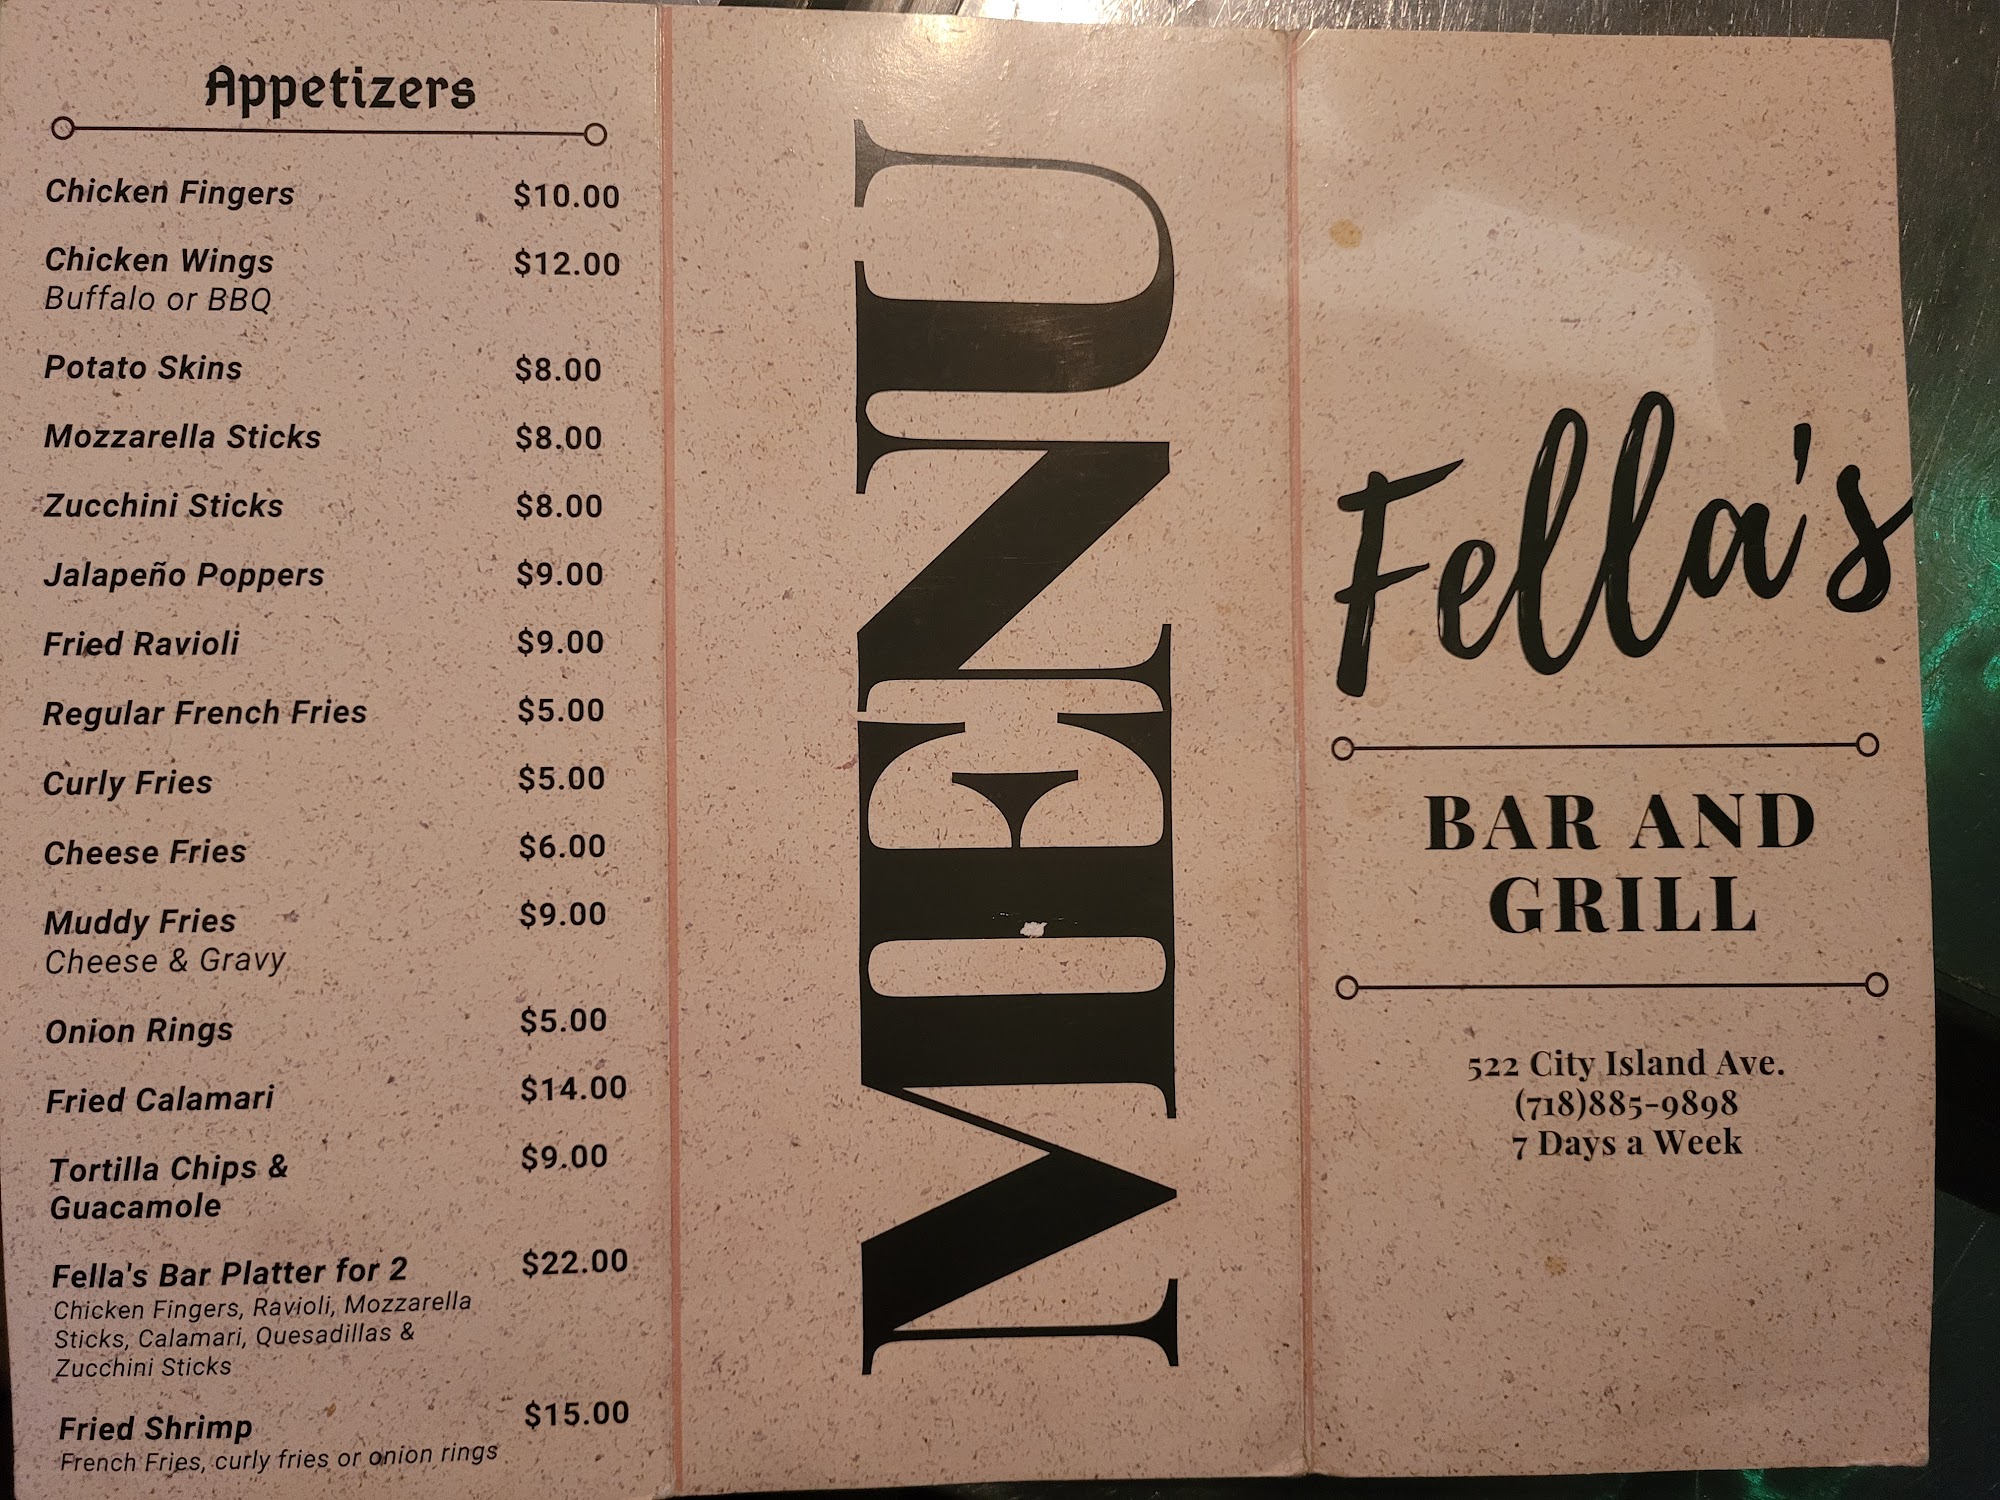 Appetizers
Chicken Fingers $10.00
Chicken Wings $12.00
Buffalo or BBQ
Potato Skins $8.00
Mozzarella Sticks $8.00
Zucchini Sticks $8.00
Jalapeño Poppers $9.00
Fried Ravioli $9.00
Regular French Fries $5.00
Curly Fries $5.00
Cheese Fries $6.00
Muddy Fries $9.00
Cheese & Gravy
Onion Rings $5.00
Fried Calamari $14.00
Tortilla Chips & $9.00
Guacamole
Fella's Bar Platter for 2 $22.00
Chicken Fingers, Ravioli, Mozzarella
Sticks, Calamari, Quesadillas &
Zucchini Sticks
Fried Shrimp $15.00
French Fries, curly fries or onion rings
MENU
Fella's
BAR AND
GRILL
522 City Island Ave.
(718)885-9898
7 Days a Week